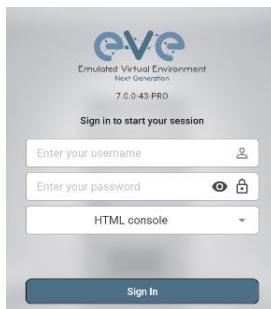 eve
Emulated Virtual Environment
Next Generation
7.0.0-43-PRO
Sign in to start your session
Enter your username
Enter your password
HTML console
Sign In